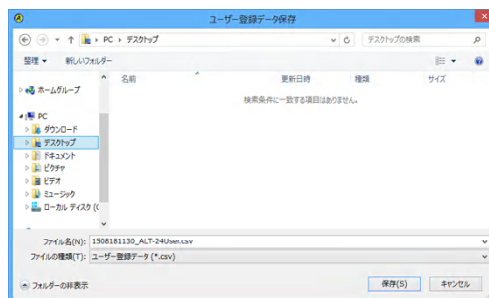 ユーザー登録データ保存
PC ▸ デスクトップ
デスクトップの検索
整理 新しいフォルダー
名前 更新日時 種類 サイズ
検索条件に一致する項目はありません。
ホームグループ
PC
ダウンロード
デスクトップ
ドキュメント
ピクチャ
ビデオ
ミュージック
ローカル ディスク (C
ファイル名(N): 1508181130_ALT-24User.csv
ファイルの種類(T): ユーザー登録データ (*.csv)
フォルダーの非表示
保存(S) キャンセル